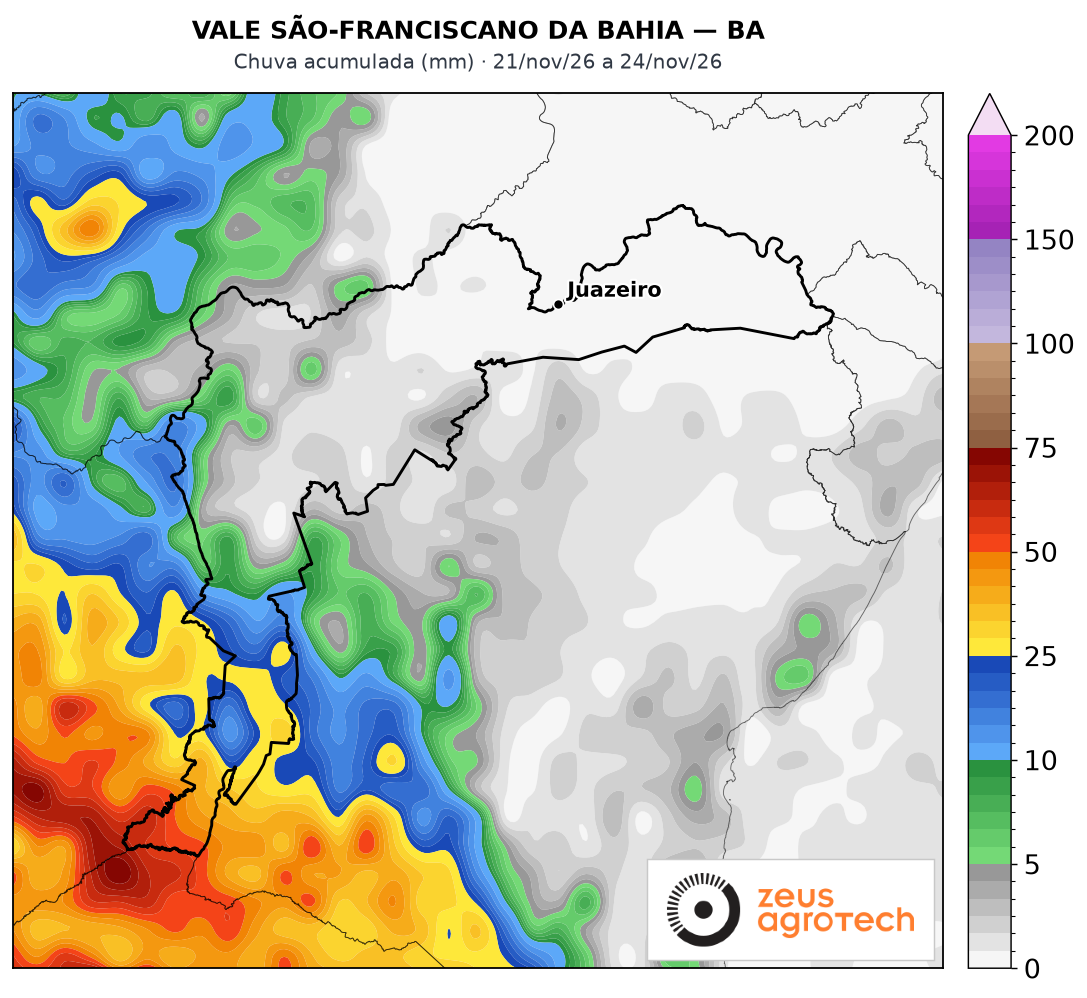 VALE SÃO-FRANCISCANO DA BAHIA — BA
Chuva acumulada (mm) · 21/nov/26 a 24/nov/26
Juazeiro
200
150
100
75
50
25
10
5
0
zeus
agrotech